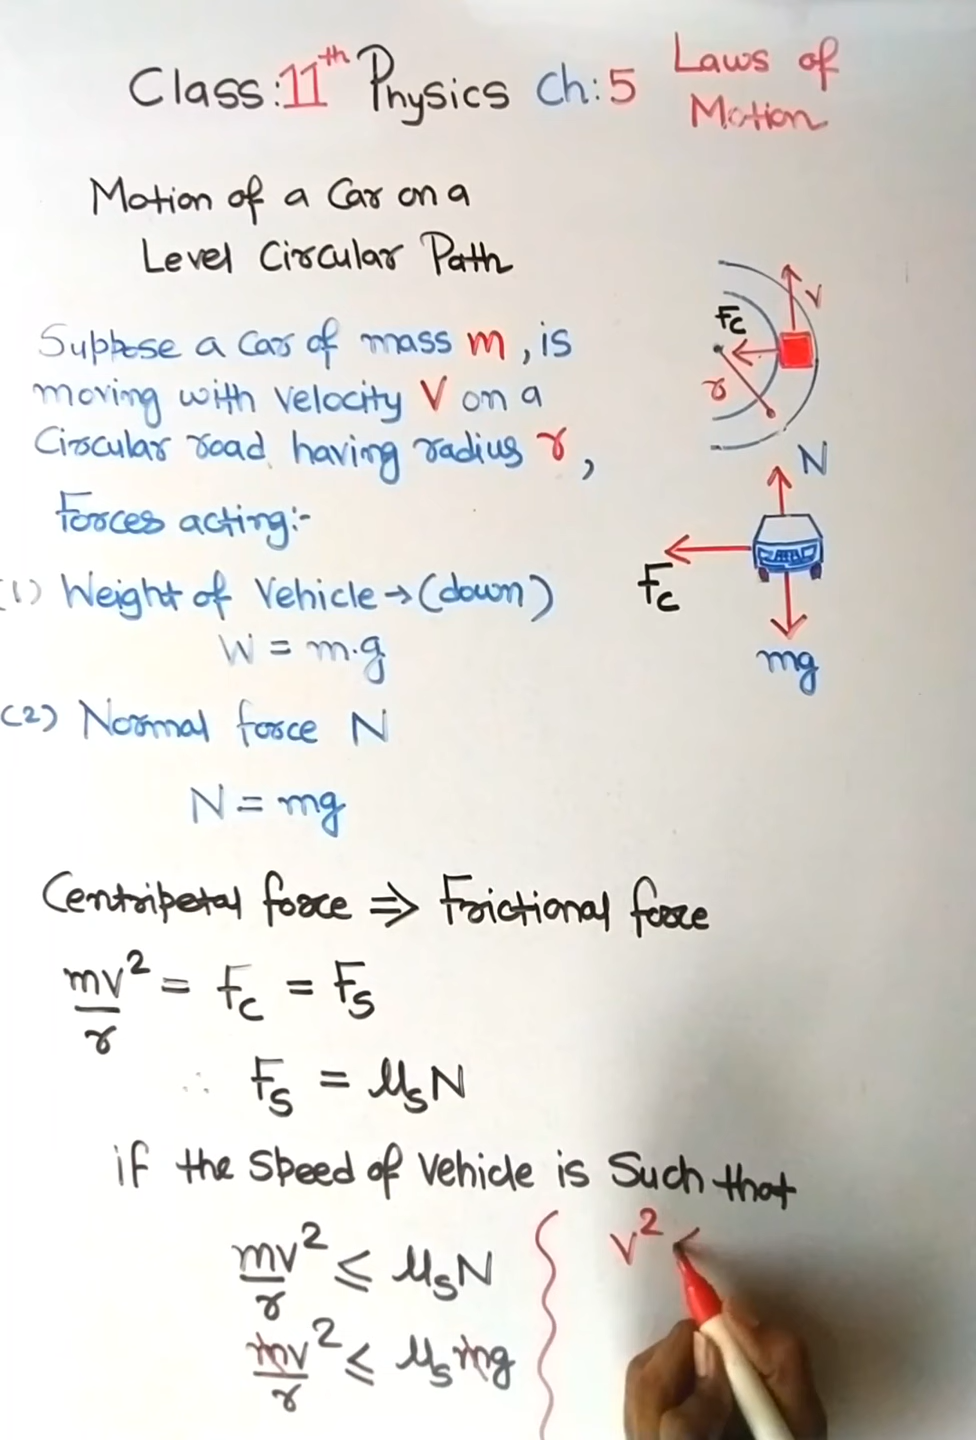 Class:11th Physics Ch:5 Laws of Motion
Motion of a Car on a
Level Circular Path
Suppose a Car of mass m, is
moving with velocity V on a
Circular road having radius r,
Forces acting:-
(1) Weight of Vehicle → (down)
W = m.g
(2) Normal force N
N = mg
V
Fc
r
N
Fc
mg
Centripetal force ⇒ Frictional force
mv²/r = Fc = Fs
∴ Fs = μsN
if the Speed of Vehicle is Such that
mv²/r ≤ μsN
mv²/r ≤ μsmg
v² <